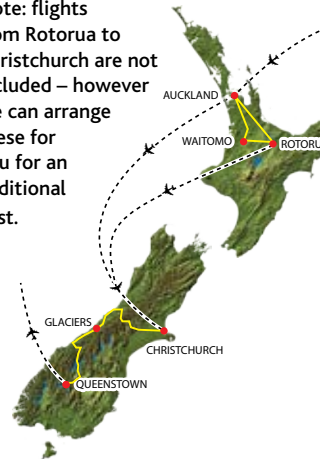 ote: flights
om Rotorua to
hristchurch are not
cluded – however
e can arrange
ese for
u for an
ditional
st.
AUCKLAND
WAITOMO
ROTORU
GLACIERS
CHRISTCHURCH
QUEENSTOWN